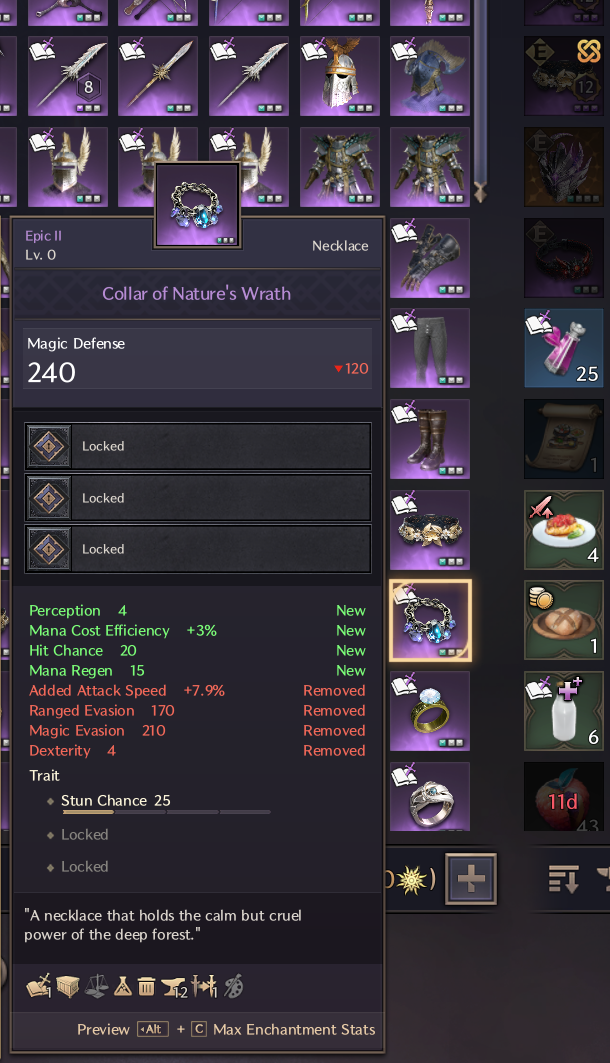 8
E
12
E
Epic II
Lv. 0
Necklace
Collar of Nature's Wrath
Magic Defense
240
▼120
25
Locked
Locked
Locked
1
4
1
6
Perception 4 New
Mana Cost Efficiency +3% New
Hit Chance 20 New
Mana Regen 15 New
Added Attack Speed +7.9% Removed
Ranged Evasion 170 Removed
Magic Evasion 210 Removed
Dexterity 4 Removed
Trait
Stun Chance 25
Locked
Locked
11d
43
"A necklace that holds the calm but cruel
power of the deep forest."
1
12
1
Preview Alt + C Max Enchantment Stats